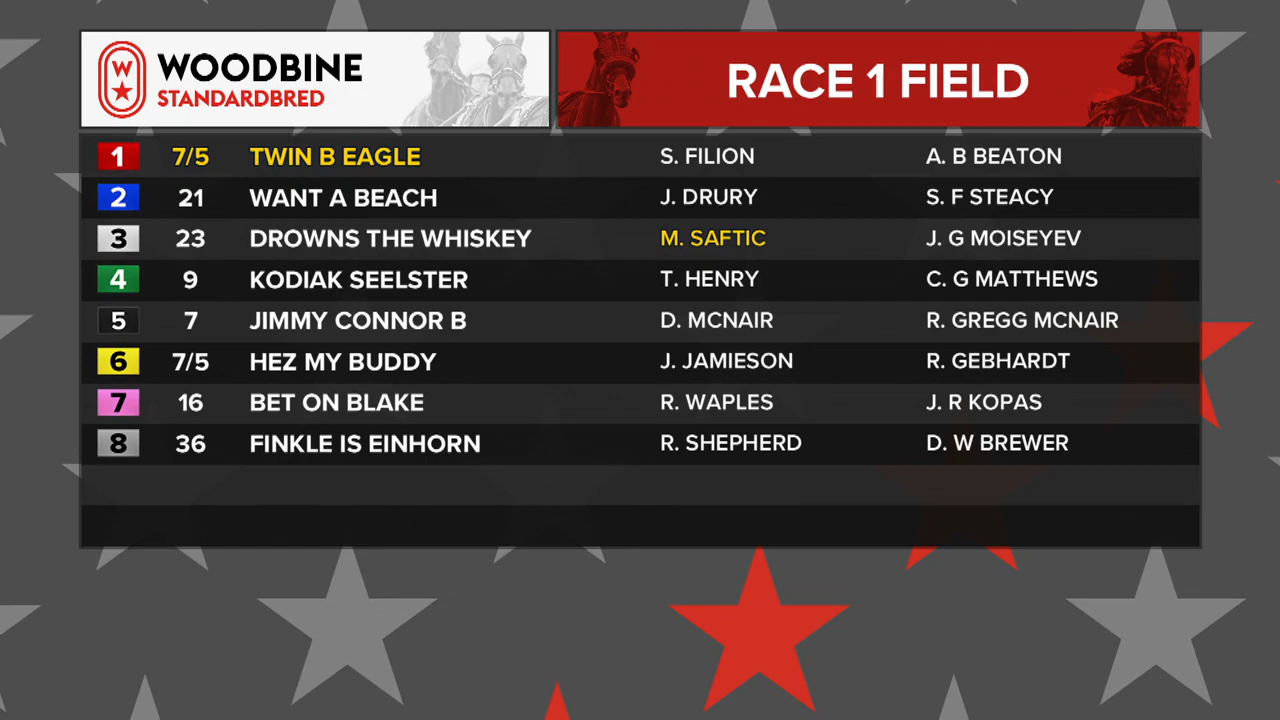 W
WOODBINE
STANDARDBRED
RACE 1 FIELD
1 7/5 TWIN B EAGLE S. FILION A. B BEATON
2 21 WANT A BEACH J. DRURY S. F STEACY
3 23 DROWNS THE WHISKEY M. SAFTIC J. G MOISEYEV
4 9 KODIAK SEELSTER T. HENRY C. G MATTHEWS
5 7 JIMMY CONNOR B D. MCNAIR R. GREGG MCNAIR
6 7/5 HEZ MY BUDDY J. JAMIESON R. GEBHARDT
7 16 BET ON BLAKE R. WAPLES J. R KOPAS
8 36 FINKLE IS EINHORN R. SHEPHERD D. W BREWER